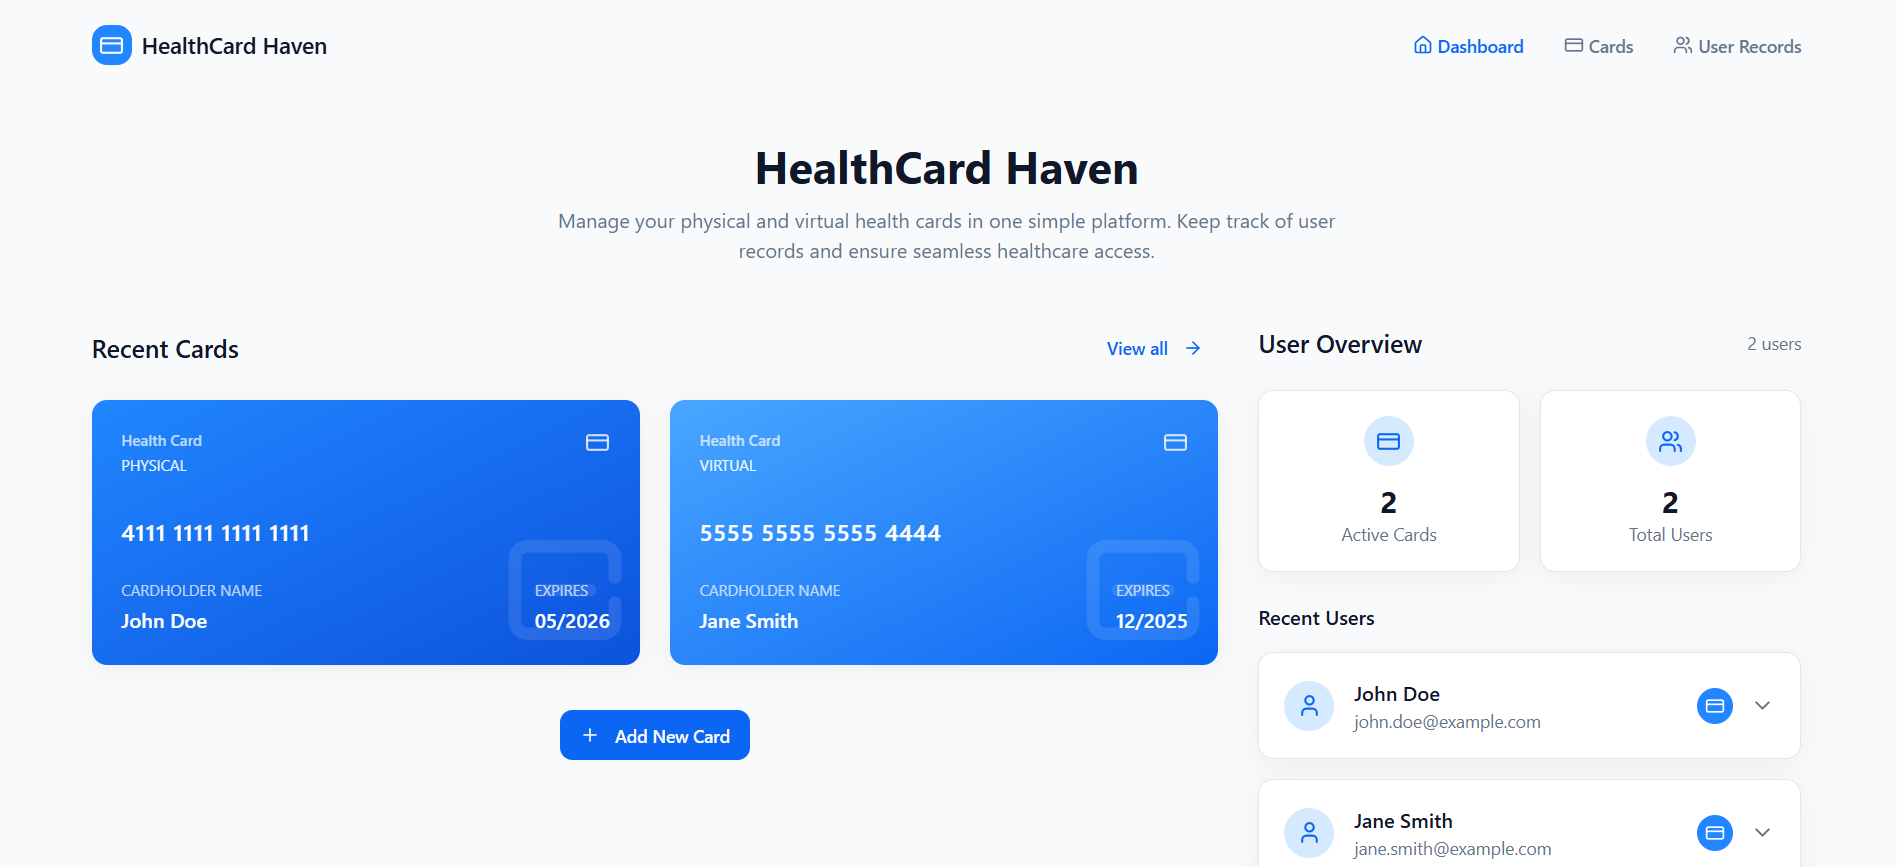 HealthCard Haven
Dashboard
Cards
User Records
HealthCard Haven
Manage your physical and virtual health cards in one simple platform. Keep track of user
records and ensure seamless healthcare access.
Recent Cards
View all
Health Card
PHYSICAL
4111 1111 1111 1111
CARDHOLDER NAME
John Doe
EXPIRES
05/2026
Health Card
VIRTUAL
5555 5555 5555 4444
CARDHOLDER NAME
Jane Smith
EXPIRES
12/2025
Add New Card
User Overview
2 users
2
Active Cards
2
Total Users
Recent Users
John Doe
john.doe@example.com
Jane Smith
jane.smith@example.com